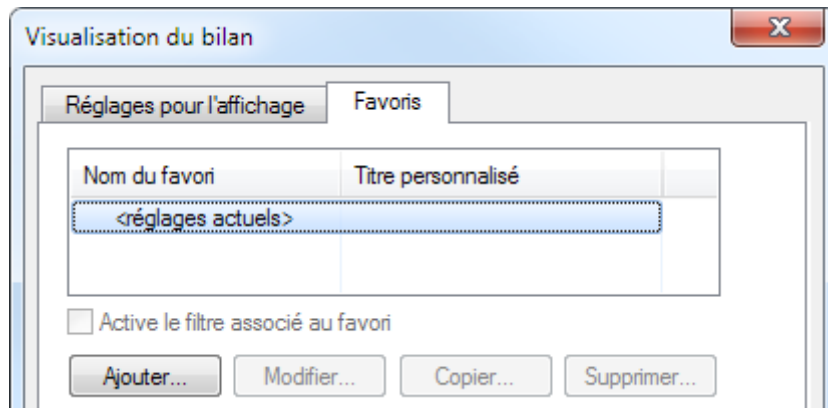 Visualisation du bilan
Réglages pour l'affichage Favoris
Nom du favori Titre personnalisé
<réglages actuels>
Active le filtre associé au favori
Ajouter... Modifier... Copier... Supprimer...